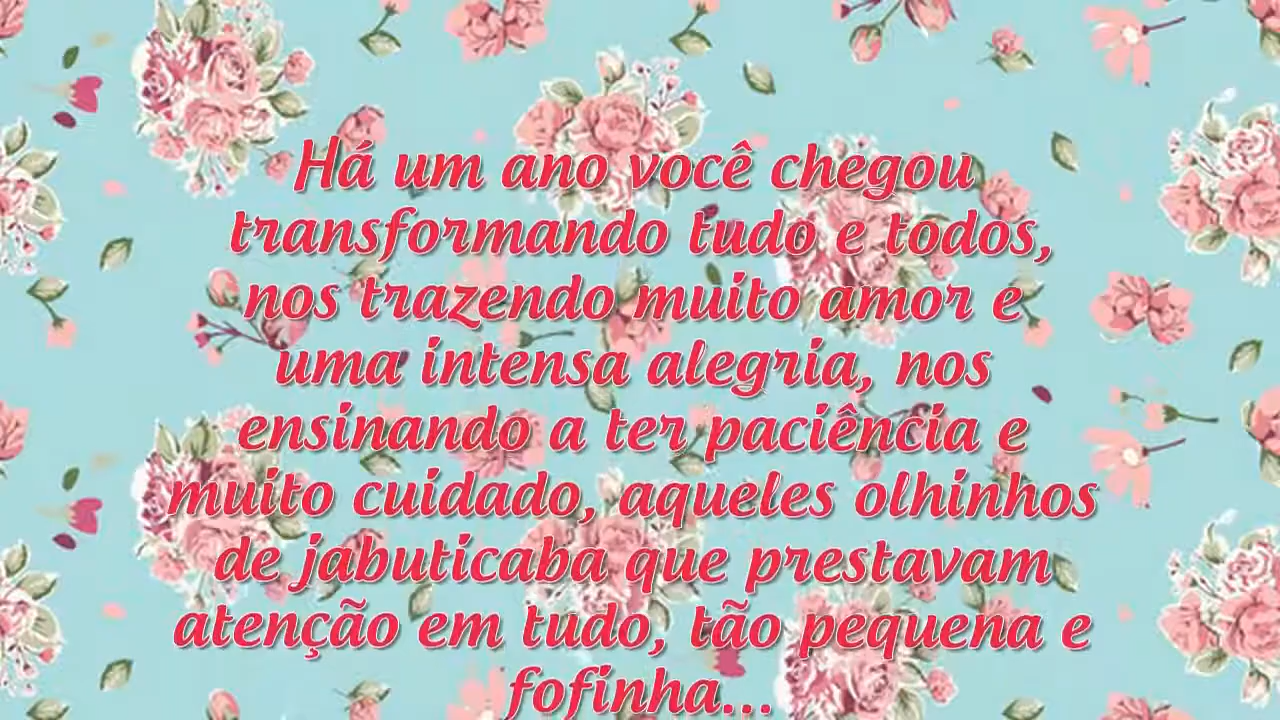 Há um ano você chegou
transformando tudo e todos,
nos trazendo muito amor e
uma intensa alegria, nos
ensinando a ter paciência e
muito cuidado, aqueles olhinhos
de jabuticaba que prestavam
atenção em tudo, tão pequena e
fofinha...